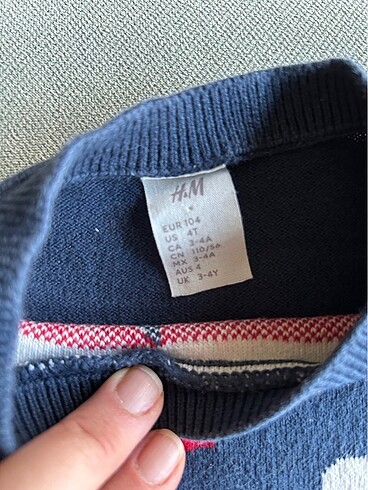 H&M
EUR 104
US 4T
CA 3-4A
CN 110/56
MX 3-4A
AUS 4
UK 3-4Y